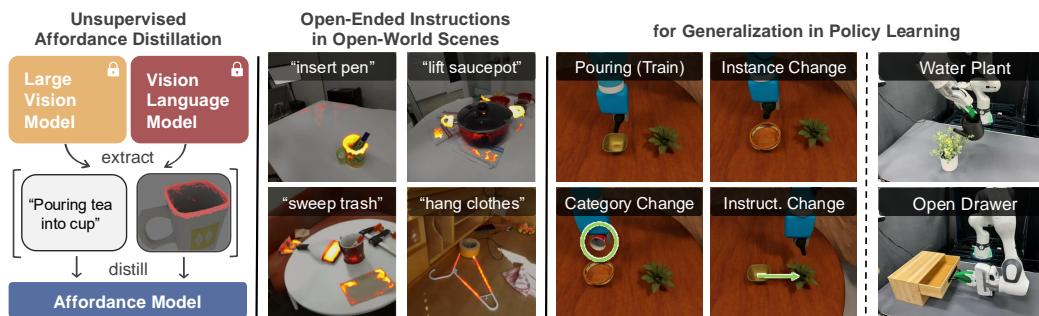 Unsupervised
Affordance Distillation
Large
Vision
Model
Vision
Language
Model
extract
“Pouring tea
into cup”
distill
Affordance Model
Open-Ended Instructions
in Open-World Scenes
“insert pen”
“lift saucepot”
“sweep trash”
“hang clothes”
for Generalization in Policy Learning
Pouring (Train)
Instance Change
Category Change
Instruct. Change
Water Plant
Open Drawer